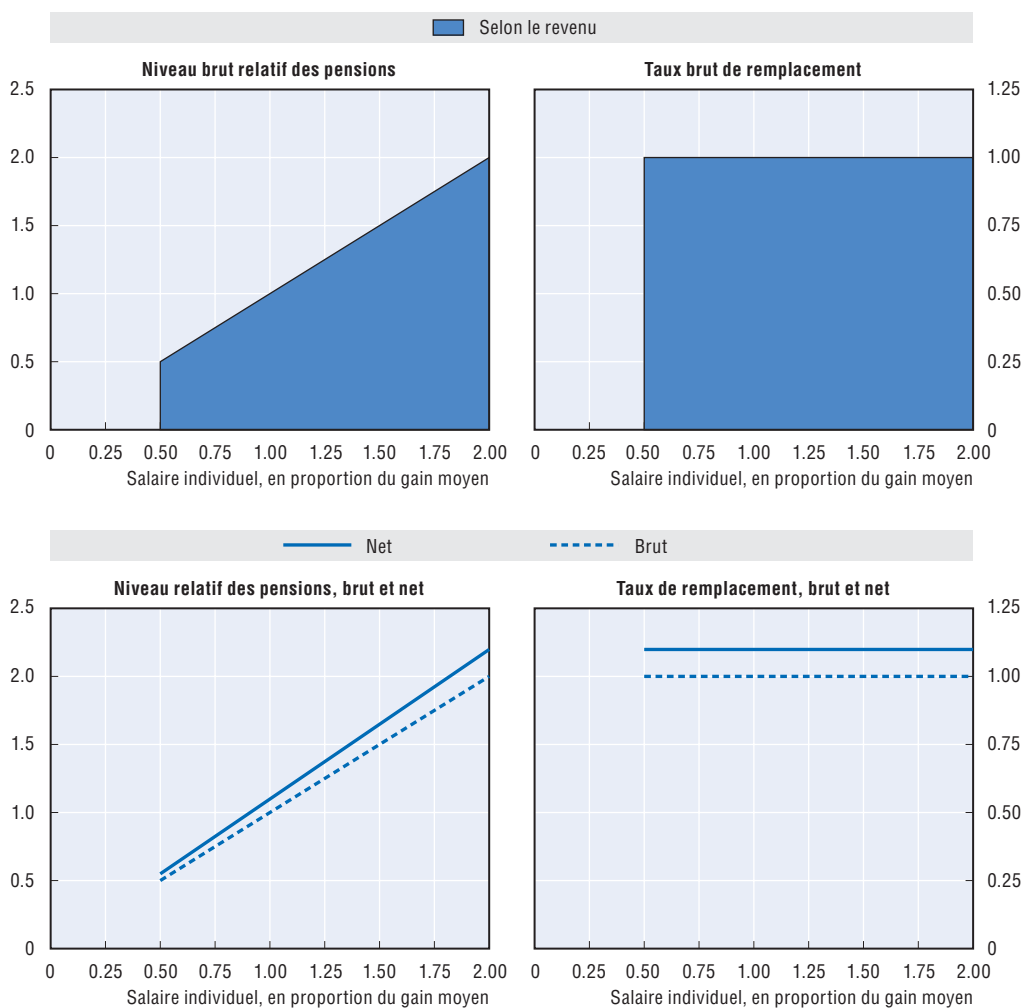 Selon le revenu
Niveau brut relatif des pensions
2.5
2.0
1.5
1.0
0.5
0
0 0.25 0.50 0.75 1.00 1.25 1.50 1.75 2.00
Salaire individuel, en proportion du gain moyen
Taux brut de remplacement
1.25
1.00
0.75
0.50
0.25
0
0 0.25 0.50 0.75 1.00 1.25 1.50 1.75 2.00
Salaire individuel, en proportion du gain moyen
Net Brut
Niveau relatif des pensions, brut et net
2.5
2.0
1.5
1.0
0.5
0
0 0.25 0.50 0.75 1.00 1.25 1.50 1.75 2.00
Salaire individuel, en proportion du gain moyen
Taux de remplacement, brut et net
1.25
1.00
0.75
0.50
0.25
0
0 0.25 0.50 0.75 1.00 1.25 1.50 1.75 2.00
Salaire individuel, en proportion du gain moyen